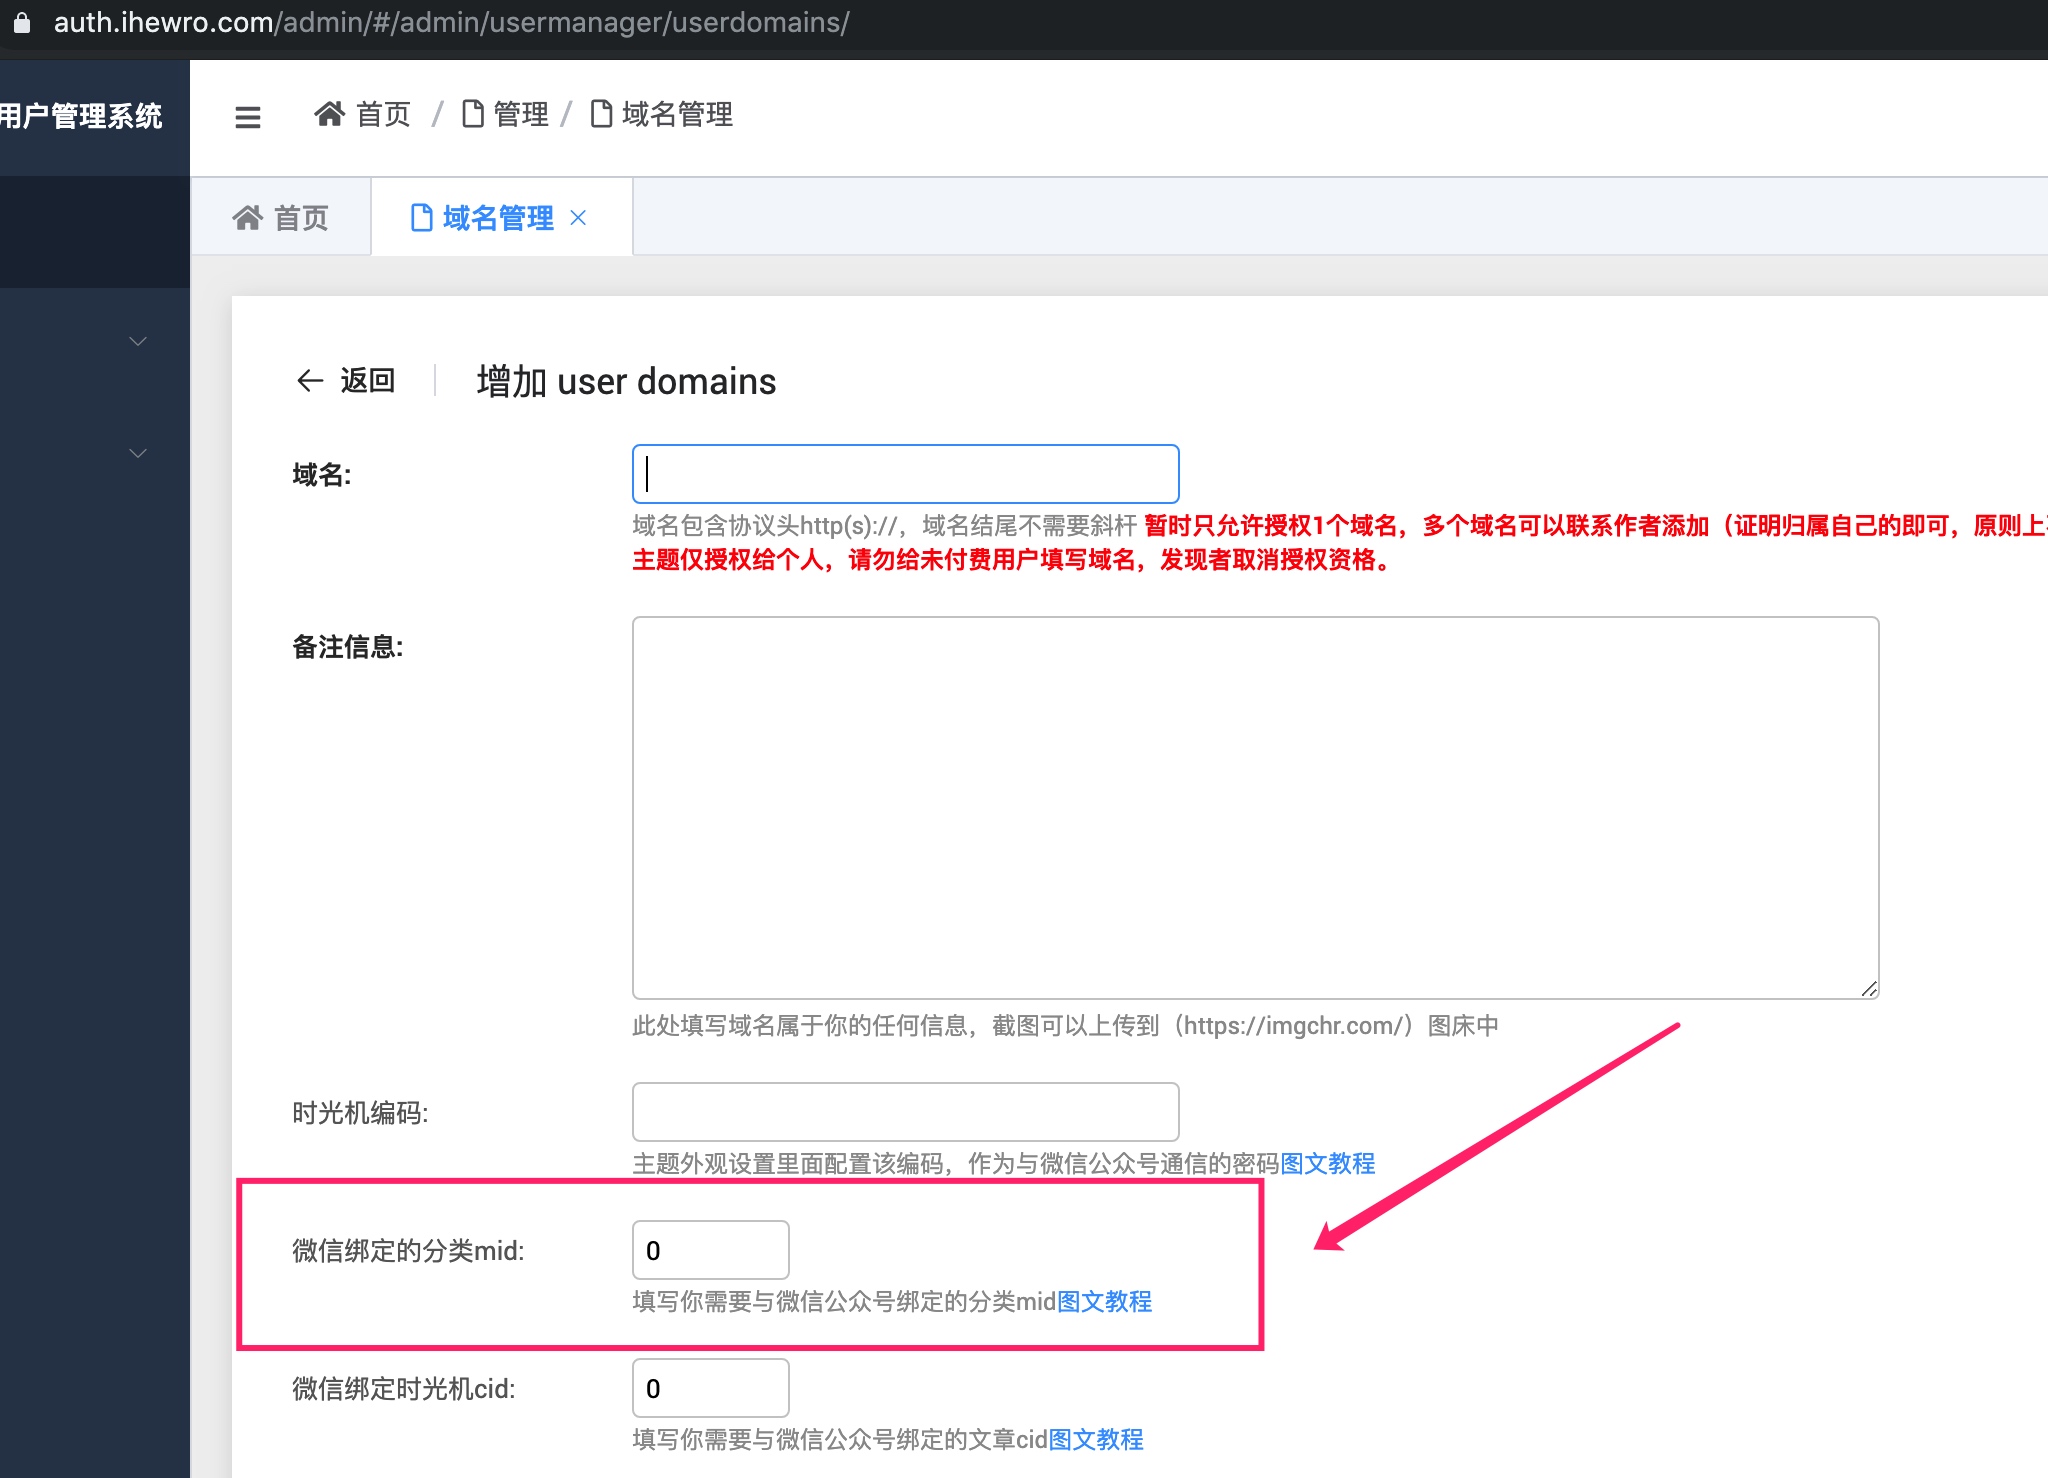 auth.ihewro.com/admin/#/admin/usermanager/userdomains/
用户管理系统
首页 / 管理 / 域名管理
首页
域名管理 ×
返回
增加 user domains
域名:
域名包含协议头http(s)://，域名结尾不需要斜杆 暂时只允许授权1个域名，多个域名可以联系作者添加（证明归属自己的即可，原则上
主题仅授权给个人，请勿给未付费用户填写域名，发现者取消授权资格。
备注信息:
此处填写域名属于你的任何信息，截图可以上传到（https://imgchr.com/）图床中
时光机编码:
主题外观设置里面配置该编码，作为与微信公众号通信的密码图文教程
微信绑定的分类mid:
0
填写你需要与微信公众号绑定的分类mid图文教程
微信绑定时光机cid:
0
填写你需要与微信公众号绑定的文章cid图文教程